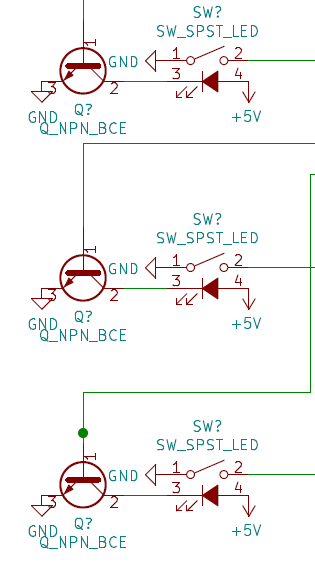 SW?
SW_SPST_LED
1
GND 1 2
3 4
3 2
GND Q? +5V
Q_NPN_BCE
SW?
SW_SPST_LED
1
GND 1 2
3 4
3 2
GND Q? +5V
Q_NPN_BCE
SW?
SW_SPST_LED
1
GND 1 2
3 4
3 2
GND Q? +5V
Q_NPN_BCE